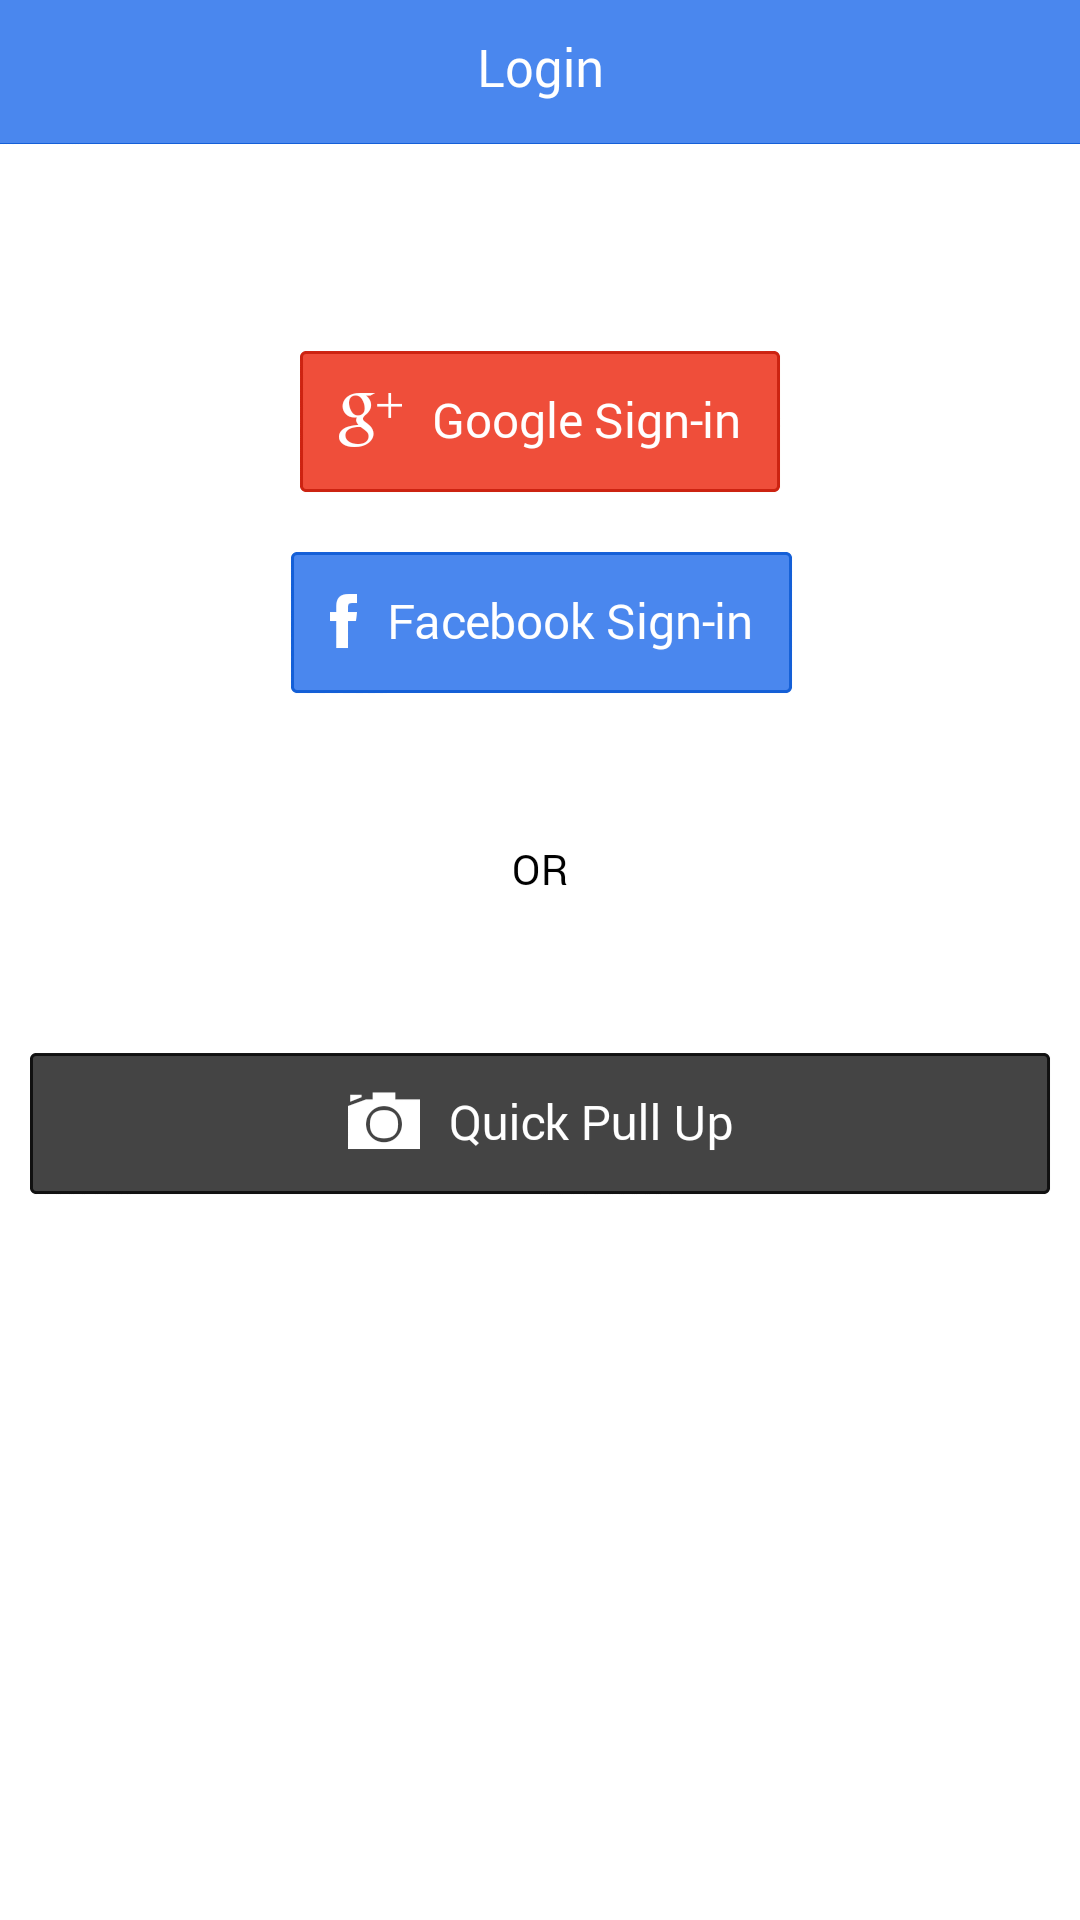 Login
g+ Google Sign-in
f Facebook Sign-in
OR
Quick Pull Up